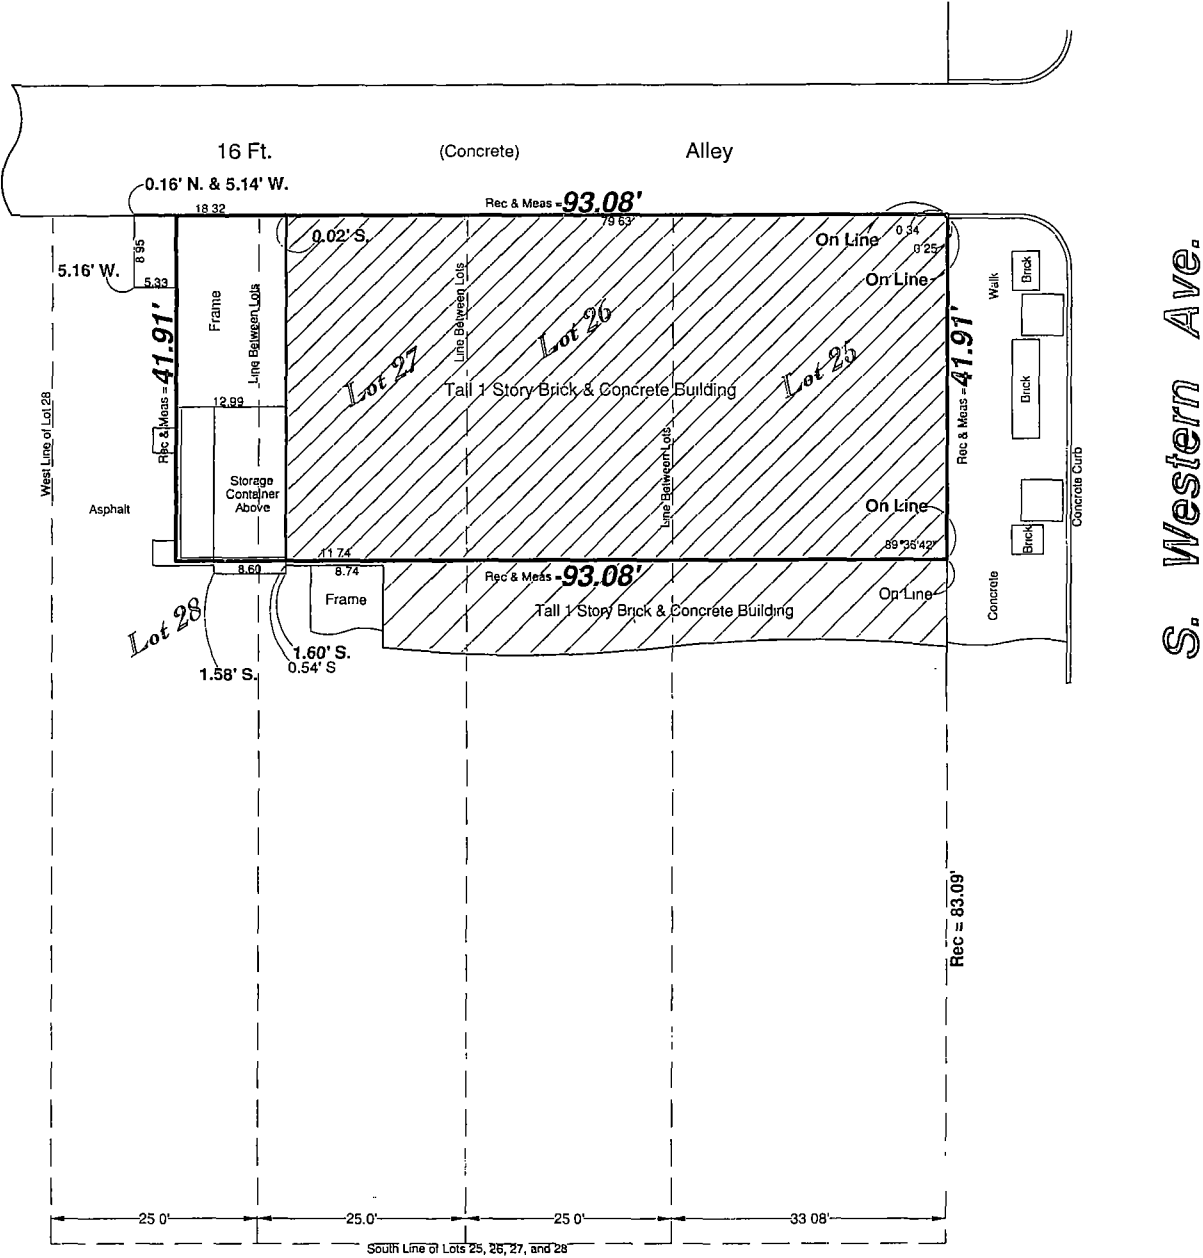 16 Ft.
(Concrete)
Alley
0.16' N. & 5.14' W.
18 32
Rec & Meas = 93.08'
79 63'
0.02' S.
On Line
0 34
0 25
8 95
5.16' W.
5.33
On Line
Frame
Line Between Lots
Line Between Lots
Lot 27
Lot 26
Lot 25
Tall 1 Story Brick & Concrete Building
Rec & Meas = 41.91'
Rec & Meas = 41.91'
Walk
Brick
Brick
Brick
Concrete
Concrete Curb
S. Western Ave.
West Line of Lot 28
12.99
Storage
Container
Above
Asphalt
Line Between Lots
On Line
89°36'42"
11 74
8.60
8.74
Rec & Meas - 93.08'
Frame
Tall 1 Story Brick & Concrete Building
On Line
Lot 28
1.60' S.
0.54' S
1.58' S.
Rec = 83.09'
25 0'
25.0'
25 0'
33 08'
South Line of Lots 25, 26, 27, and 28